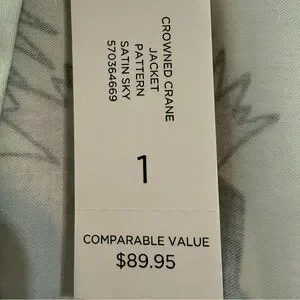 CROWNED CRANE
JACKET
PATTERN
SATIN SKY
570364669
1
COMPARABLE VALUE
$89.95